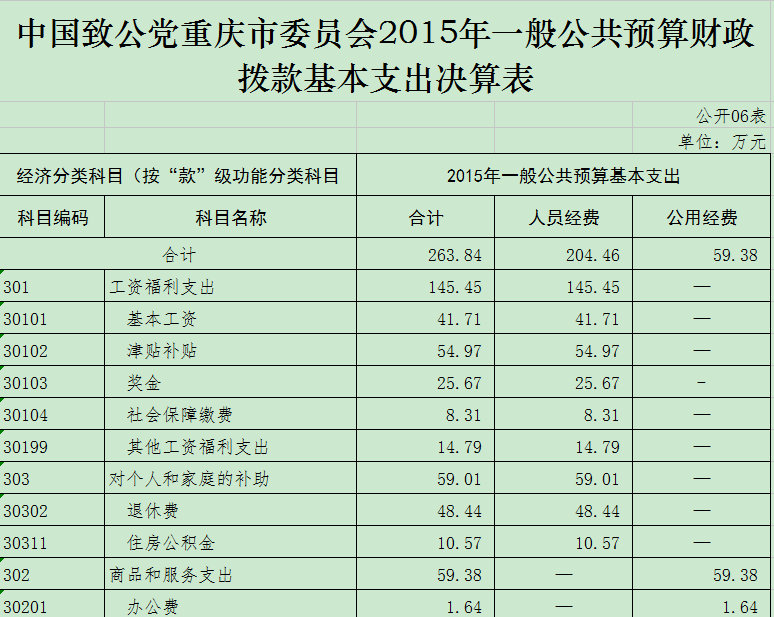 中国致公党重庆市委员会2015年一般公共预算财政
拨款基本支出决算表
公开06表
单位：万元
经济分类科目（按“款”级功能分类科目 2015年一般公共预算基本支出
科目编码 科目名称 合计 人员经费 公用经费
合计 263.84 204.46 59.38
301 工资福利支出 145.45 145.45 —
30101 基本工资 41.71 41.71 —
30102 津贴补贴 54.97 54.97 —
30103 奖金 25.67 25.67 -
30104 社会保障缴费 8.31 8.31 —
30199 其他工资福利支出 14.79 14.79 —
303 对个人和家庭的补助 59.01 59.01 —
30302 退休费 48.44 48.44 —
30311 住房公积金 10.57 10.57 —
302 商品和服务支出 59.38 — 59.38
30201 办公费 1.64 — 1.64